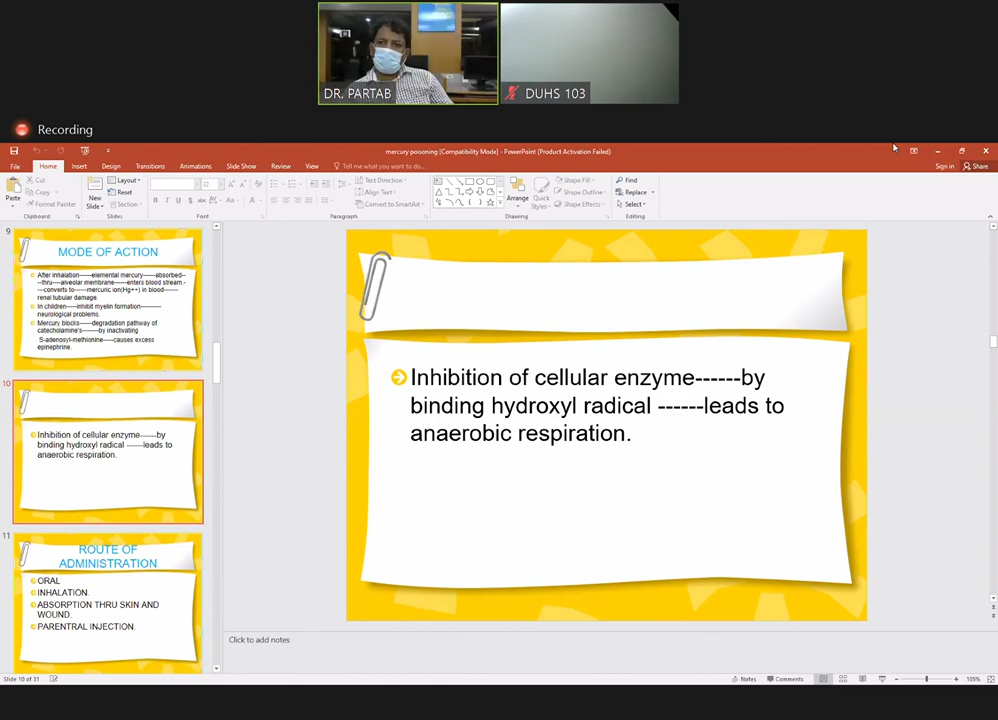 DR. PARTAB
DUHS 103
Recording
mercury poisoning [Compatibility Mode] - PowerPoint (Product Activation Failed)
File Home Insert Design Transitions Animations Slide Show Review View Tell me what you want to do... Sign in Share
Paste
Cut
Copy
Format Painter
Clipboard
New
Slide
Layout
Reset
Section
Slides
32
B I U S abc AV Aa A
Font
Paragraph
Text Direction
Align Text
Convert to SmartArt
Arrange
Quick
Styles
Shape Fill
Shape Outline
Shape Effects
Drawing
Find
Replace
Select
Editing
9
MODE OF ACTION
After inhalation------elemental mercury------absorbed-
--thru----alveolar membrane------enters blood stream.-
---converts to------mercuric ion(Hg++) in blood-------
renal tubular damage.
In children-----inhibit myelin formation----------
neurological problems.
Mercury blocks------degradation pathway of
catecholamine's--------by inactivating
S-adenosyl-methionine-----causes excess
epinephrine.
10
Inhibition of cellular enzyme------by
binding hydroxyl radical ------leads to
anaerobic respiration.
11
ROUTE OF
ADMINISTRATION
ORAL
INHALATION.
ABSORPTION THRU SKIN AND
WOUND.
PARENTRAL INJECTION.
Inhibition of cellular enzyme------by
binding hydroxyl radical ------leads to
anaerobic respiration.
Click to add notes
Slide 10 of 31 Notes Comments 105%